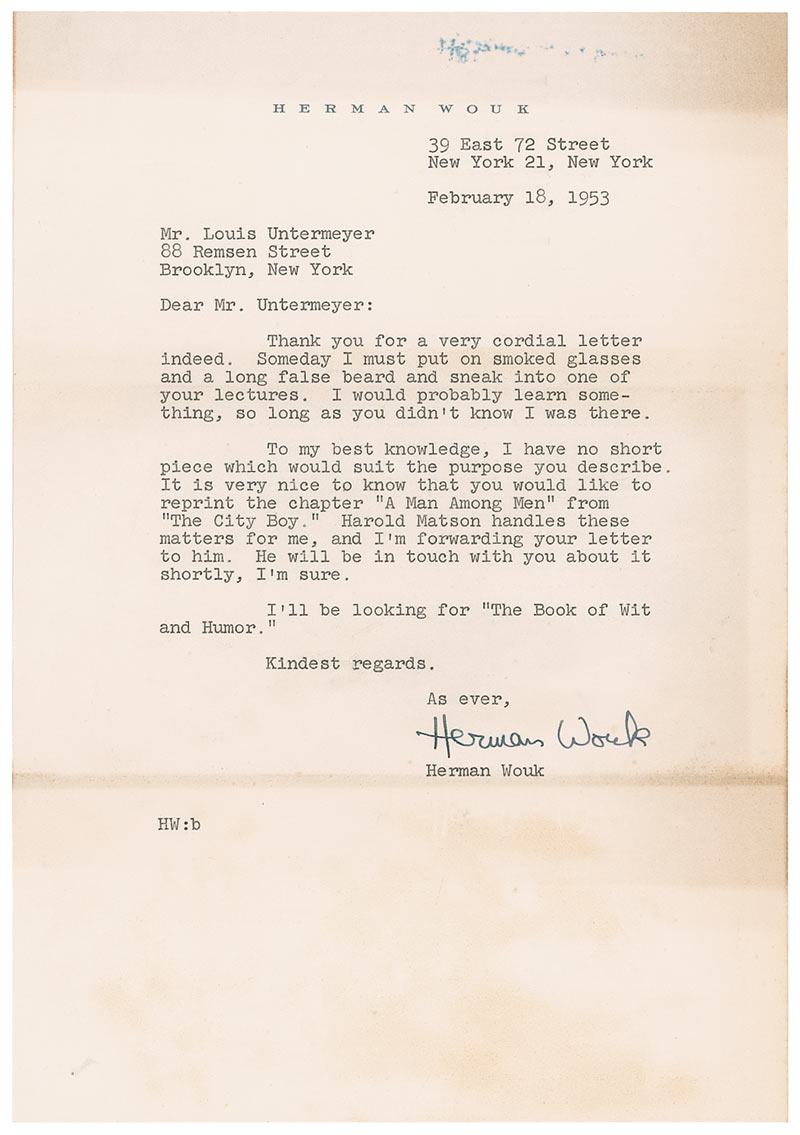 HERMAN WOUK
39 East 72 Street
New York 21, New York
February 18, 1953
Mr. Louis Untermeyer
88 Remsen Street
Brooklyn, New York
Dear Mr. Untermeyer:
Thank you for a very cordial letter
indeed. Someday I must put on smoked glasses
and a long false beard and sneak into one of
your lectures. I would probably learn some-
thing, so long as you didn't know I was there.
To my best knowledge, I have no short
piece which would suit the purpose you describe.
It is very nice to know that you would like to
reprint the chapter "A Man Among Men" from
"The City Boy." Harold Matson handles these
matters for me, and I'm forwarding your letter
to him. He will be in touch with you about it
shortly, I'm sure.
I'll be looking for "The Book of Wit
and Humor."
Kindest regards.
As ever,
Herman Wouk
Herman Wouk
HW:b